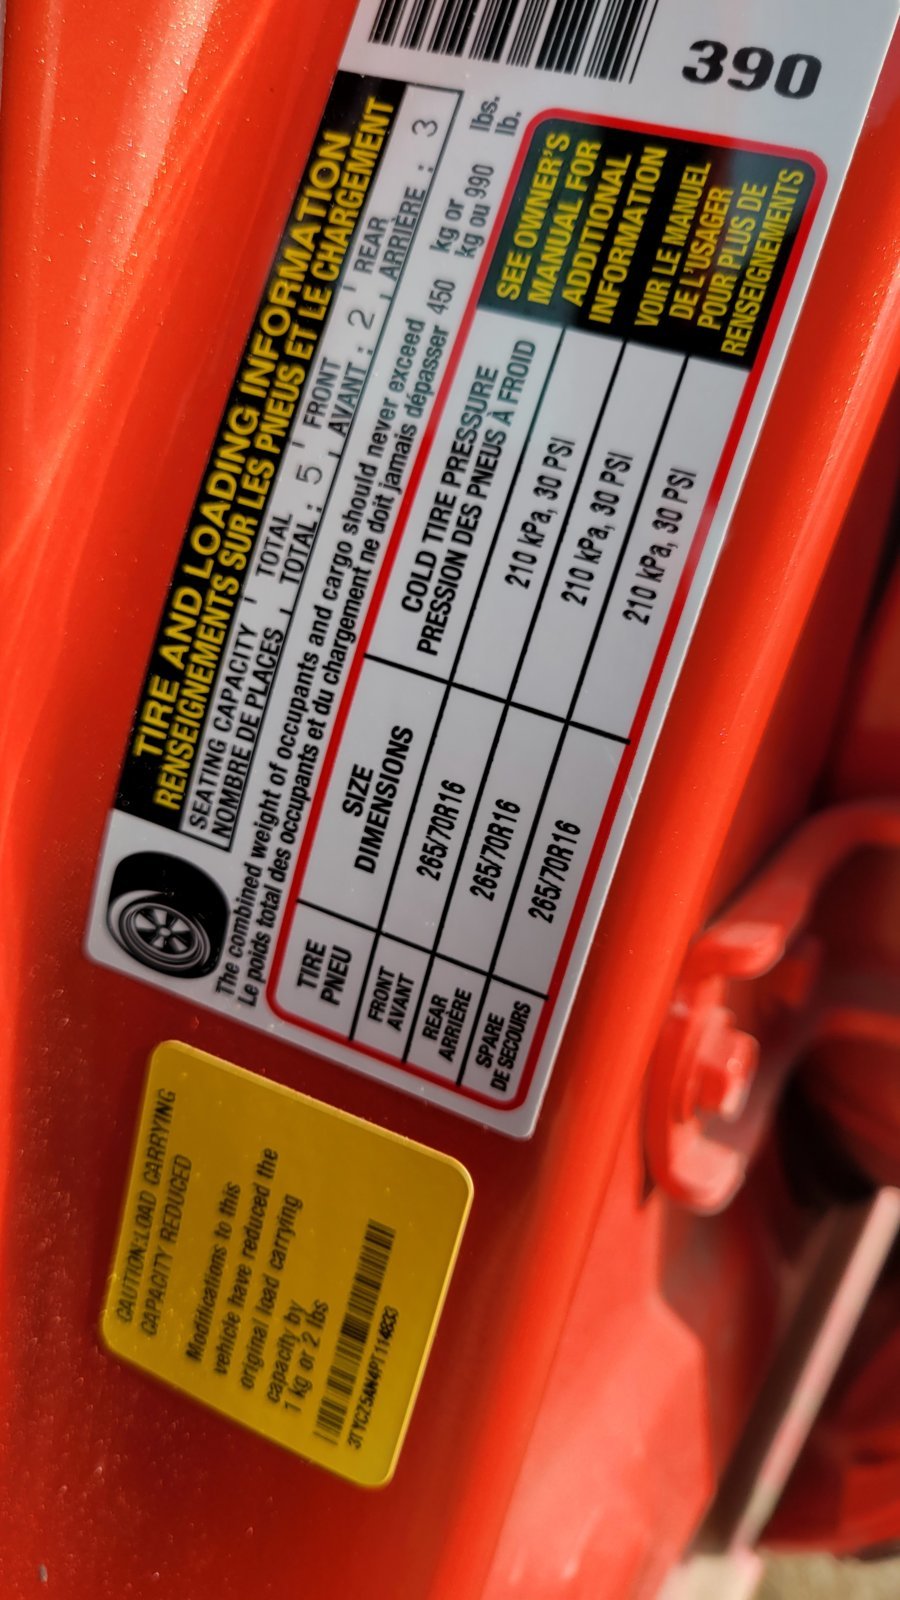 390
TIRE AND LOADING INFORMATION
RENSEIGNEMENTS SUR LES PNEUS ET LE CHARGEMENT
SEATING CAPACITY TOTAL FRONT REAR
NOMBRE DE PLACES TOTAL : 5 AVANT : 2 ARRIÈRE : 3
The combined weight of occupants and cargo should never exceed kg or lbs.
Le poids total des occupants et du chargement ne doit jamais dépasser 450 kg ou 990 lb.
TIRE SIZE COLD TIRE PRESSURE
PNEU DIMENSIONS PRESSION DES PNEUS À FROID
FRONT
AVANT
265/70R16 210 kPa, 30 PSI
REAR
ARRIÈRE
265/70R16 210 kPa, 30 PSI
SPARE
DE SECOURS
265/70R16 210 kPa, 30 PSI
SEE OWNER'S
MANUAL FOR
ADDITIONAL
INFORMATION
VOIR LE MANUEL
DE L'USAGER
POUR PLUS DE
RENSEIGNEMENTS
CAUTION:LOAD CARRYING
CAPACITY REDUCED
Modifications to this
vehicle have reduced the
original load carrying
capacity by
1 kg or 2 lbs